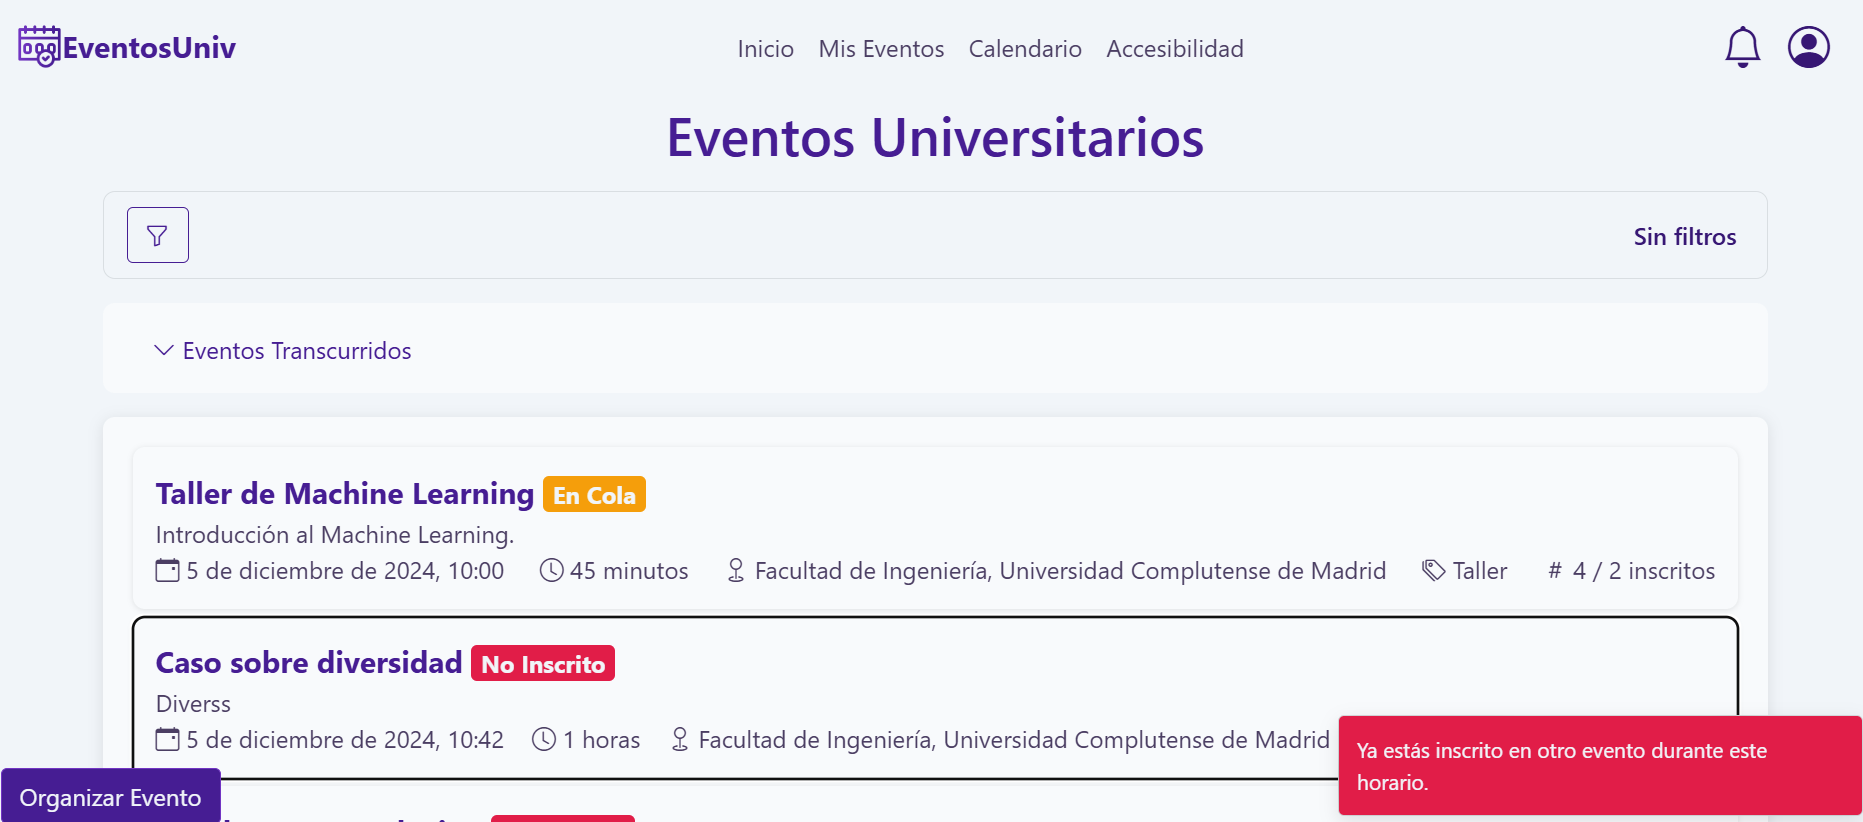 EventosUniv
Inicio Mis Eventos Calendario Accesibilidad
Eventos Universitarios
Sin filtros
Eventos Transcurridos
Taller de Machine Learning En Cola
Introducción al Machine Learning.
5 de diciembre de 2024, 10:00 45 minutos Facultad de Ingeniería, Universidad Complutense de Madrid Taller # 4 / 2 inscritos
Caso sobre diversidad No Inscrito
Diverss
5 de diciembre de 2024, 10:42 1 horas Facultad de Ingeniería, Universidad Complutense de Madrid
Ya estás inscrito en otro evento durante este
horario.
Organizar Evento